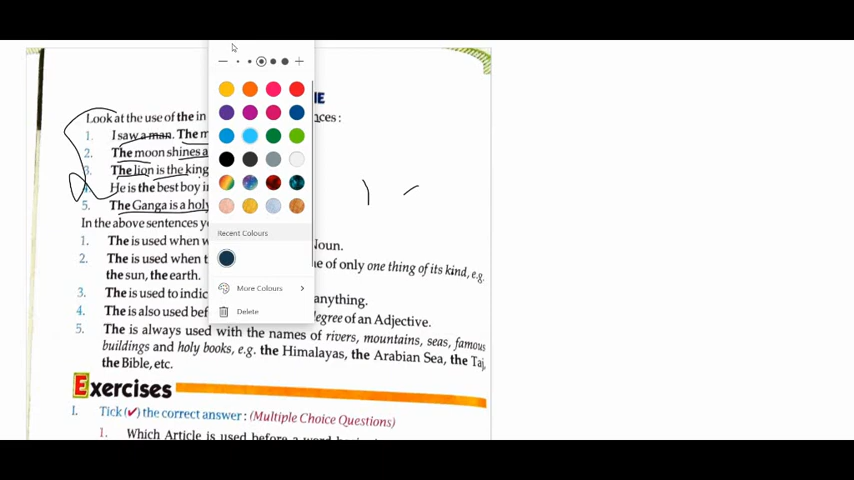 HE
Look at the use of the in nces :
1. I saw a man. The m
2. The moon shines a
3. The lion is the king
4. He is the best boy in
5. The Ganga is a holy
In the above sentences y
1. The is used when w Noun.
2. The is used when t e of only one thing of its kind, e.g.
the sun, the earth.
3. The is used to indic anything.
4. The is also used bef degree of an Adjective.
5. The is always used with the names of rivers, mountains, seas, famous
buildings and holy books, e.g. the Himalayas, the Arabian Sea, the Taj,
the Bible, etc.
Exercises
I. Tick (✔) the correct answer : (Multiple Choice Questions)
1. Which Article is used before a word
Recent Colours
More Colours
Delete